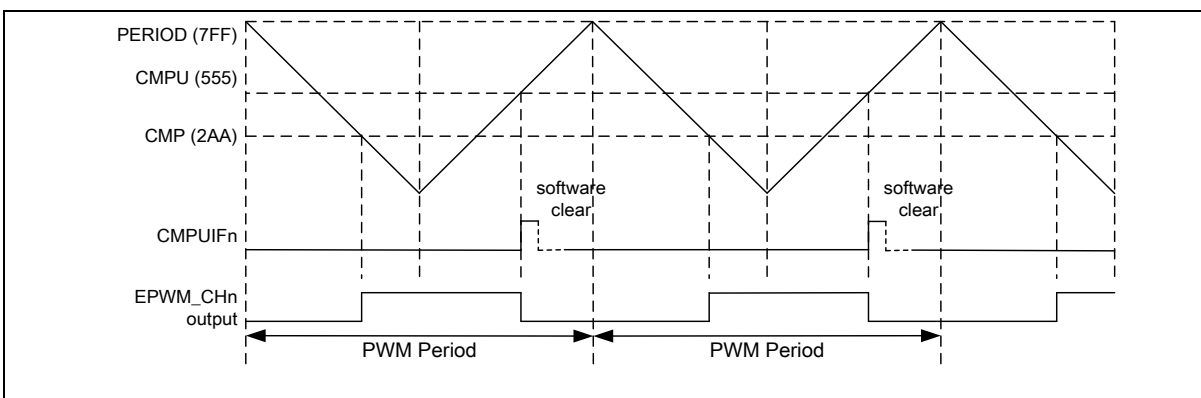 PERIOD (7FF)
CMPU (555)
CMP (2AA)
software
clear
software
clear
CMPUIFn
EPWM_CHn
output
PWM Period
PWM Period